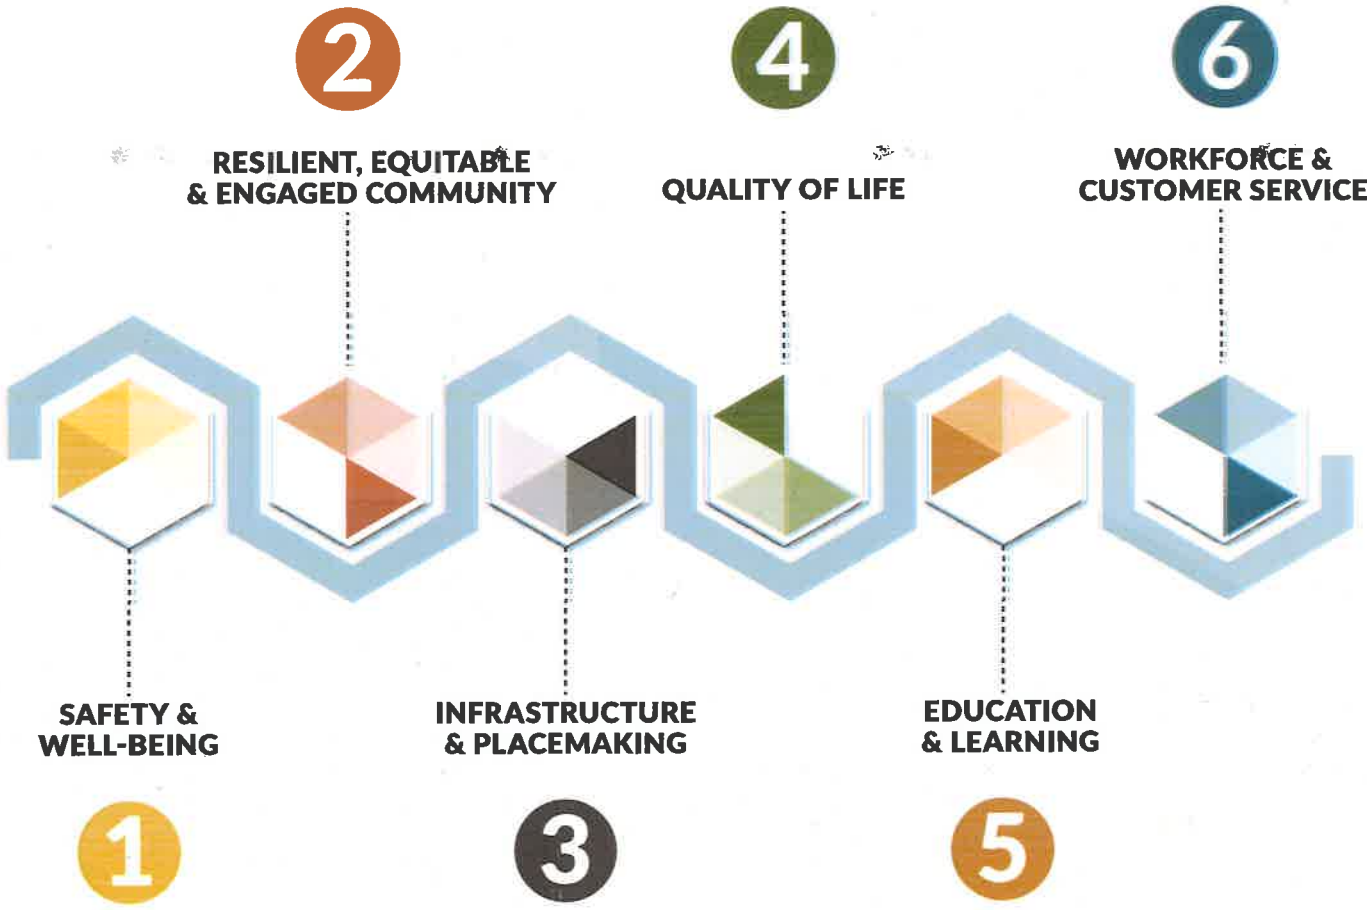 2
RESILIENT, EQUITABLE
& ENGAGED COMMUNITY
4
QUALITY OF LIFE
6
WORKFORCE &
CUSTOMER SERVICE
SAFETY &
WELL-BEING
1
INFRASTRUCTURE
& PLACEMAKING
3
EDUCATION
& LEARNING
5